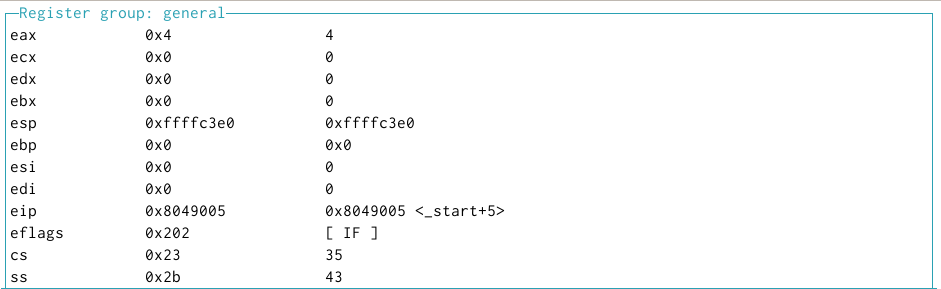 Register group: general
eax 0x4 4
ecx 0x0 0
edx 0x0 0
ebx 0x0 0
esp 0xffffc3e0 0xffffc3e0
ebp 0x0 0x0
esi 0x0 0
edi 0x0 0
eip 0x8049005 0x8049005 <_start+5>
eflags 0x202 [ IF ]
cs 0x23 35
ss 0x2b 43